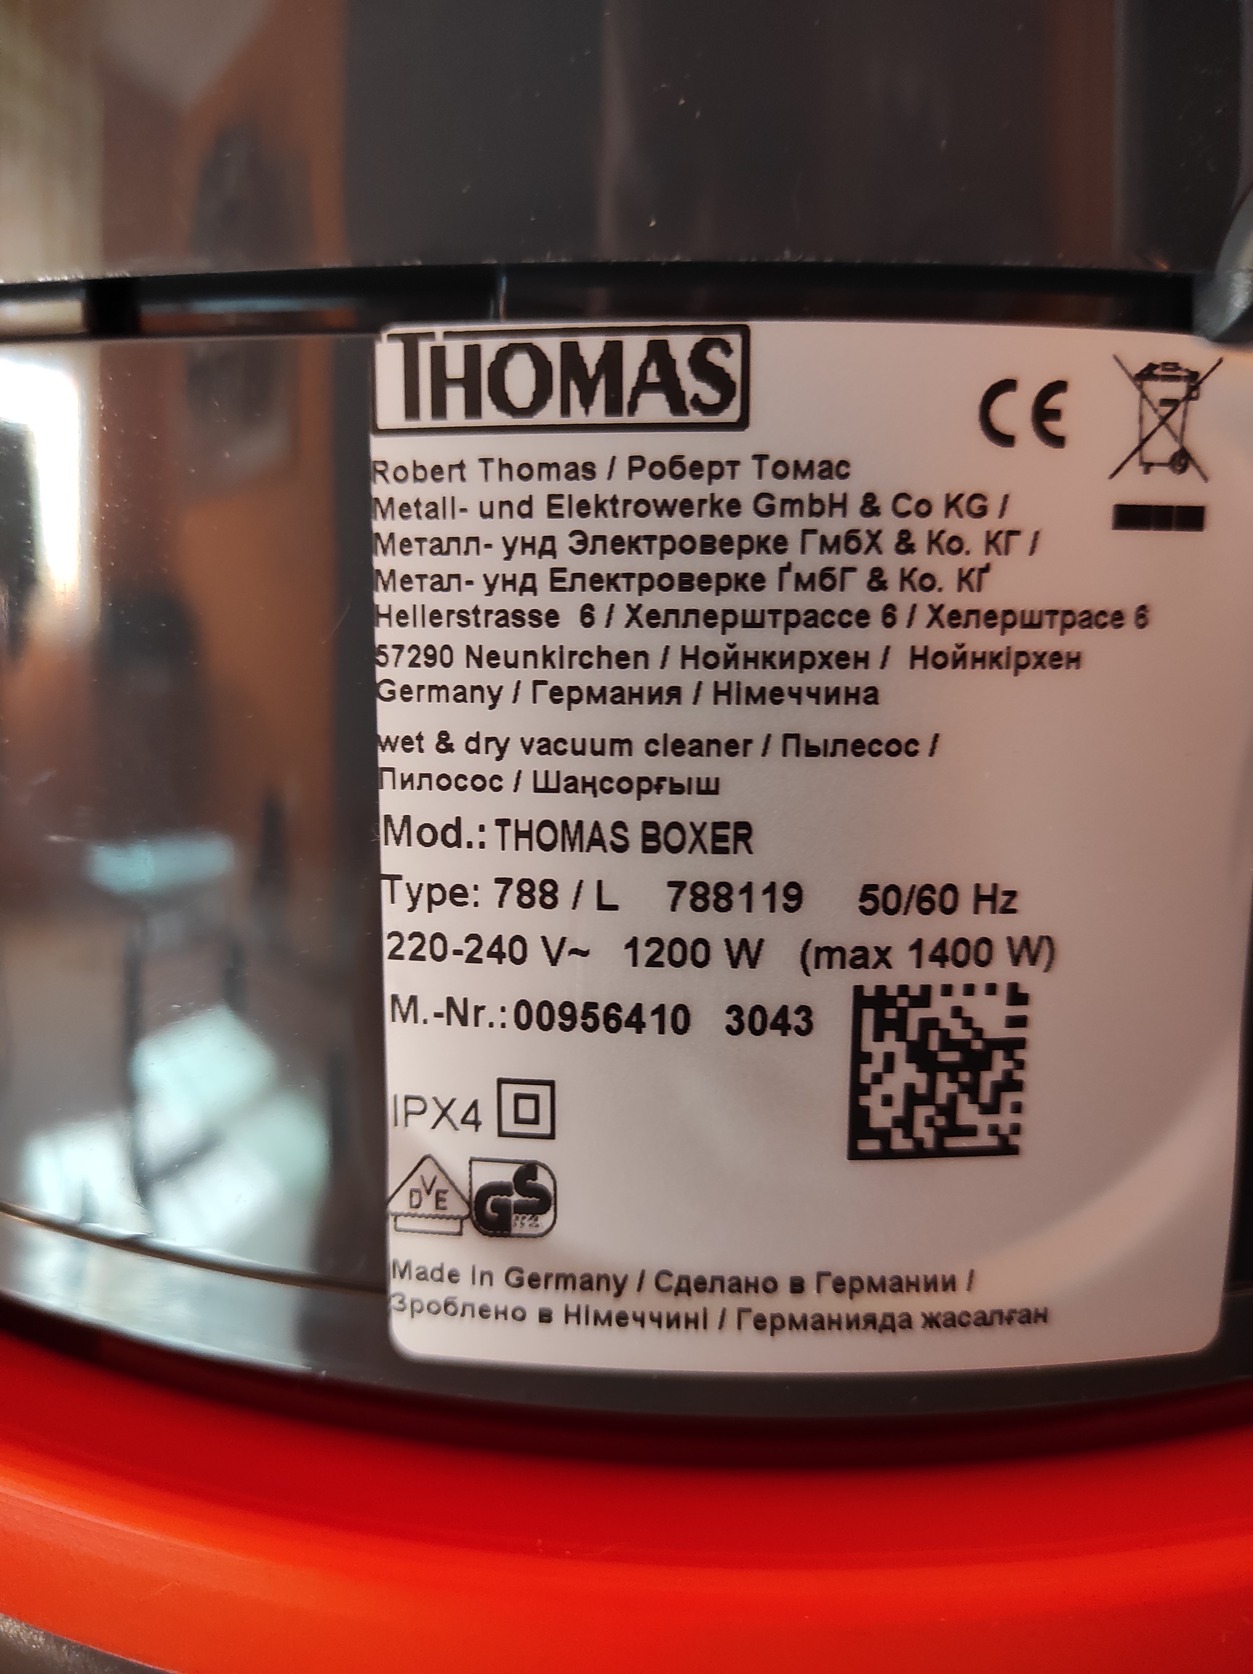 THOMAS
CE
Robert Thomas / Роберт Томас
Metall- und Elektrowerke GmbH & Co KG /
Металл- унд Электроверке ГмбХ & Ко. КГ /
Метал- унд Електроверке ҐмбГ & Ко. КҐ
Hellerstrasse 6 / Хеллерштрассе 6 / Хелерштрасе 6
57290 Neunkirchen / Нойнкирхен / Нойнкірхен
Germany / Германия / Німеччина
wet & dry vacuum cleaner / Пылесос /
Пилосос / Шаңсорғыш
Mod.: THOMAS BOXER
Type: 788 / L 788119 50/60 Hz
220-240 V~ 1200 W (max 1400 W)
M.-Nr.: 00956410 3043
IPX4
DVE GS
Made in Germany / Сделано в Германии /
Зроблено в Німеччині / Германияда жасалған